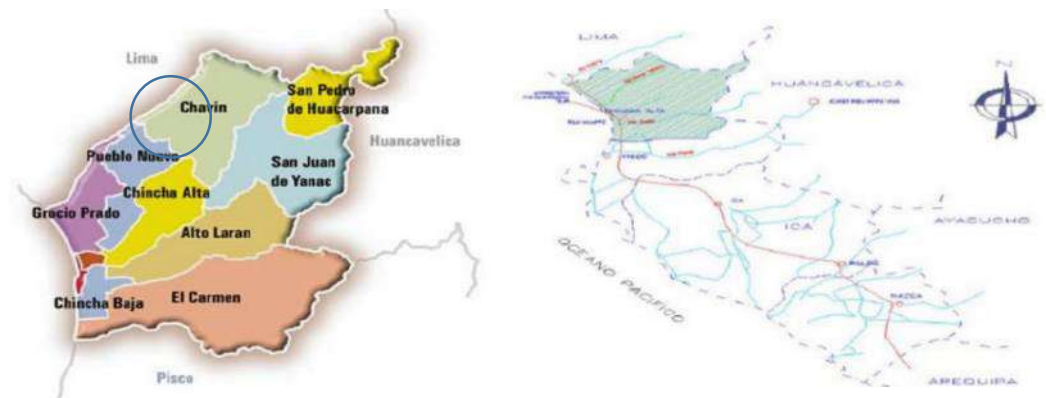 Lima
Chavin
San Pedro
de Huacarpana
Huancavelica
Pueblo Nuevo
San Juan
de Yanac
Chincha Alta
Grocio Prado
Alto Laran
Chincha Baja
El Carmen
Pisco
LIMA
HUANCAVELICA
N
ICA
AYACUCHO
OCEANO PACIFICO
NAZCA
AREQUIPA